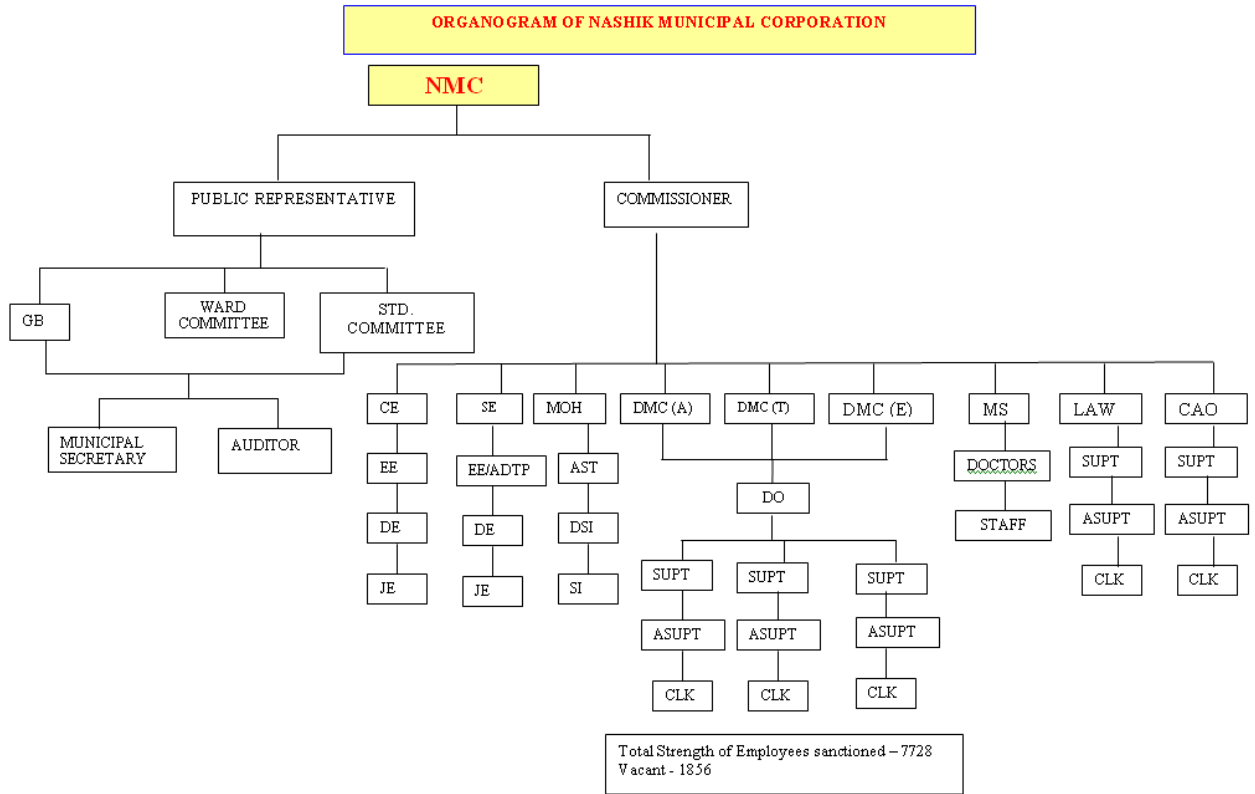 ORGANOGRAM OF NASHIK MUNICIPAL CORPORATION
NMC
PUBLIC REPRESENTATIVE
COMMISSIONER
GB
WARD
COMMITTEE
STD.
COMMITTEE
MUNICIPAL
SECRETARY
AUDITOR
CE
SE
MOH
DMC (A)
DMC (T)
DMC (E)
MS
LAW
CAO
EE
EE/ADTP
AST
DOCTORS
SUPT
SUPT
DO
DE
DE
DSI
STAFF
ASUPT
ASUPT
JE
JE
SI
SUPT
SUPT
SUPT
CLK
CLK
ASUPT
ASUPT
ASUPT
CLK
CLK
CLK
Total Strength of Employees sanctioned – 7728
Vacant - 1856